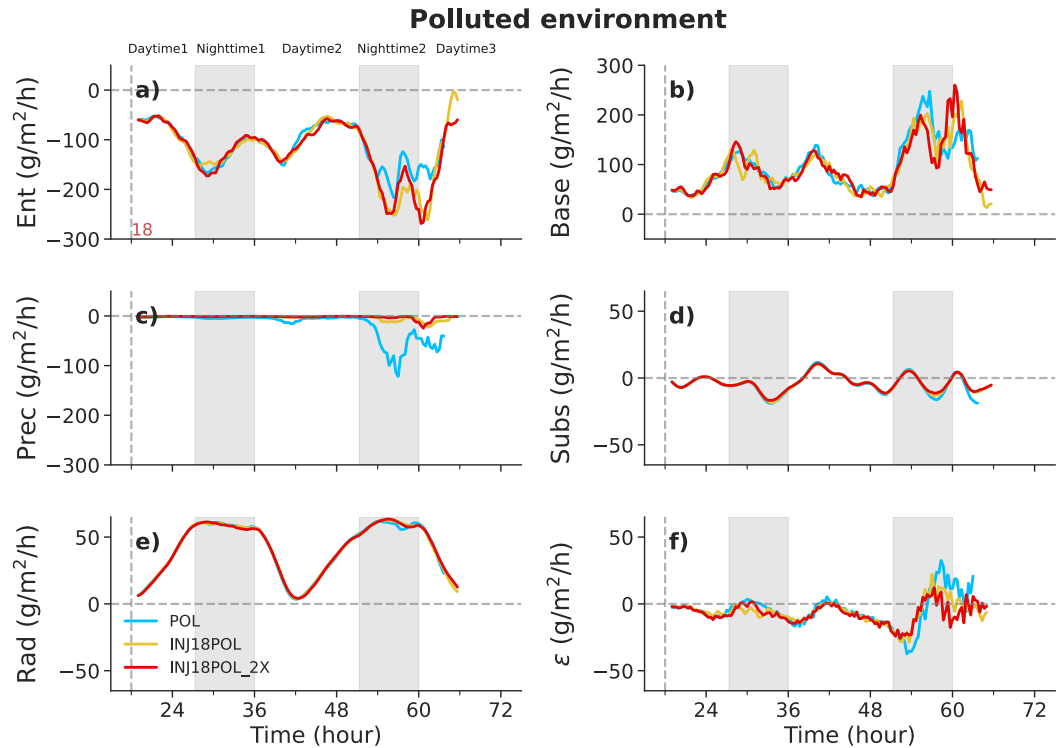 Polluted environment
Daytime1 Nighttime1 Daytime2 Nighttime2 Daytime3
a)
Ent (g/m²/h)
0
−100
−200
−300
18
b)
Base (g/m²/h)
300
200
100
0
c)
Prec (g/m²/h)
0
−100
−200
−300
d)
Subs (g/m²/h)
50
0
−50
e)
Rad (g/m²/h)
50
0
−50
POL
INJ18POL
INJ18POL_2X
24 36 48 60 72
Time (hour)
f)
ε (g/m²/h)
50
0
−50
24 36 48 60 72
Time (hour)